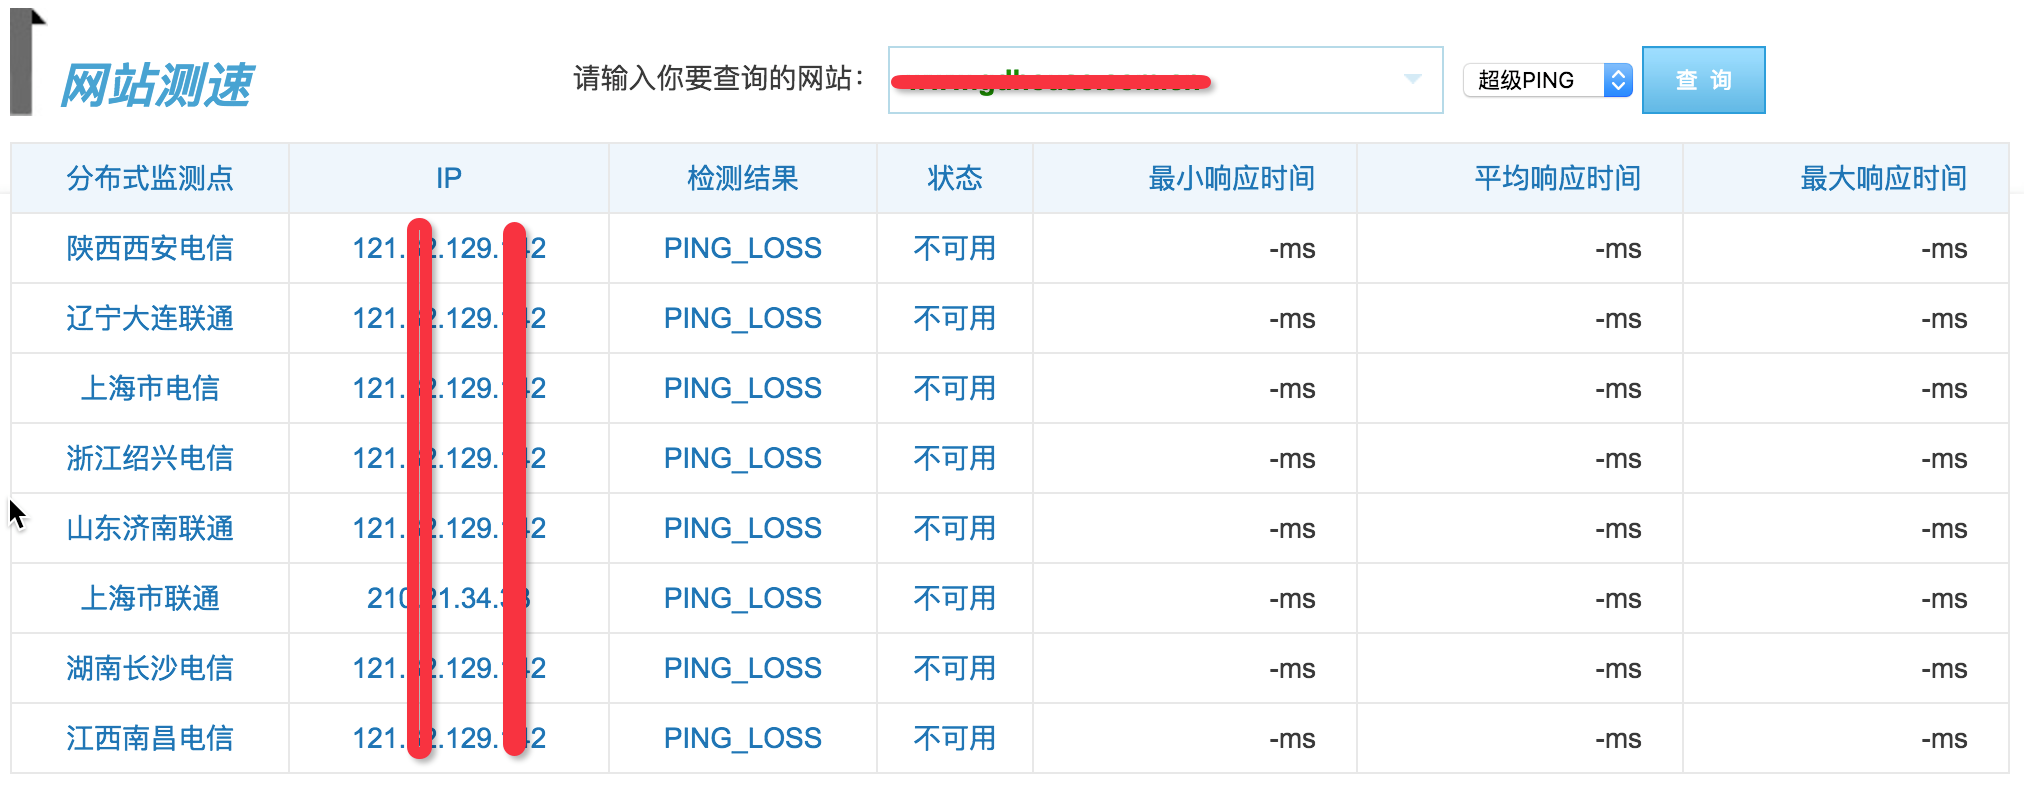 网站测速 请输入你要查询的网站： 超级PING 查 询
分布式监测点 IP 检测结果 状态 最小响应时间 平均响应时间 最大响应时间
陕西西安电信 PING_LOSS 不可用 -ms -ms -ms
辽宁大连联通 PING_LOSS 不可用 -ms -ms -ms
上海市电信 PING_LOSS 不可用 -ms -ms -ms
浙江绍兴电信 PING_LOSS 不可用 -ms -ms -ms
山东济南联通 PING_LOSS 不可用 -ms -ms -ms
上海市联通 PING_LOSS 不可用 -ms -ms -ms
湖南长沙电信 PING_LOSS 不可用 -ms -ms -ms
江西南昌电信 PING_LOSS 不可用 -ms -ms -ms